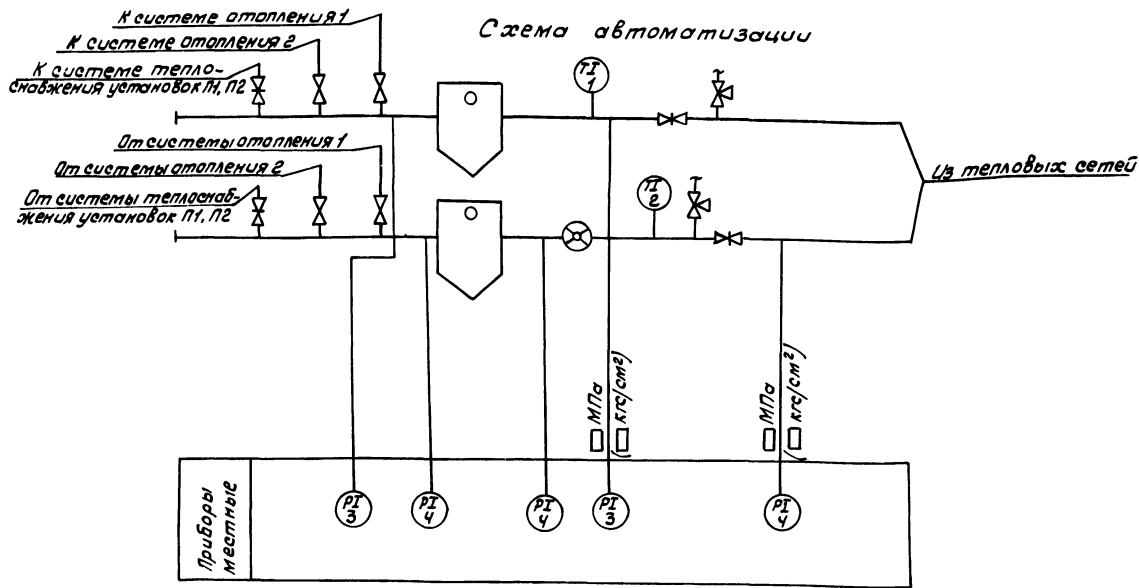 Схема автоматизации
К системе отопления 1
К системе отопления 2
К системе тепло-
снабжения установок П1, П2
TI
1
От системы отопления 1
От системы отопления 2
От системы теплоснаб-
жения установок П1, П2
TI
2
Из тепловых сетей
МПа
(кгс/см²)
МПа
(кгс/см²)
Приборы
местные
PI
3
PI
4
PI
4
PI
3
PI
4